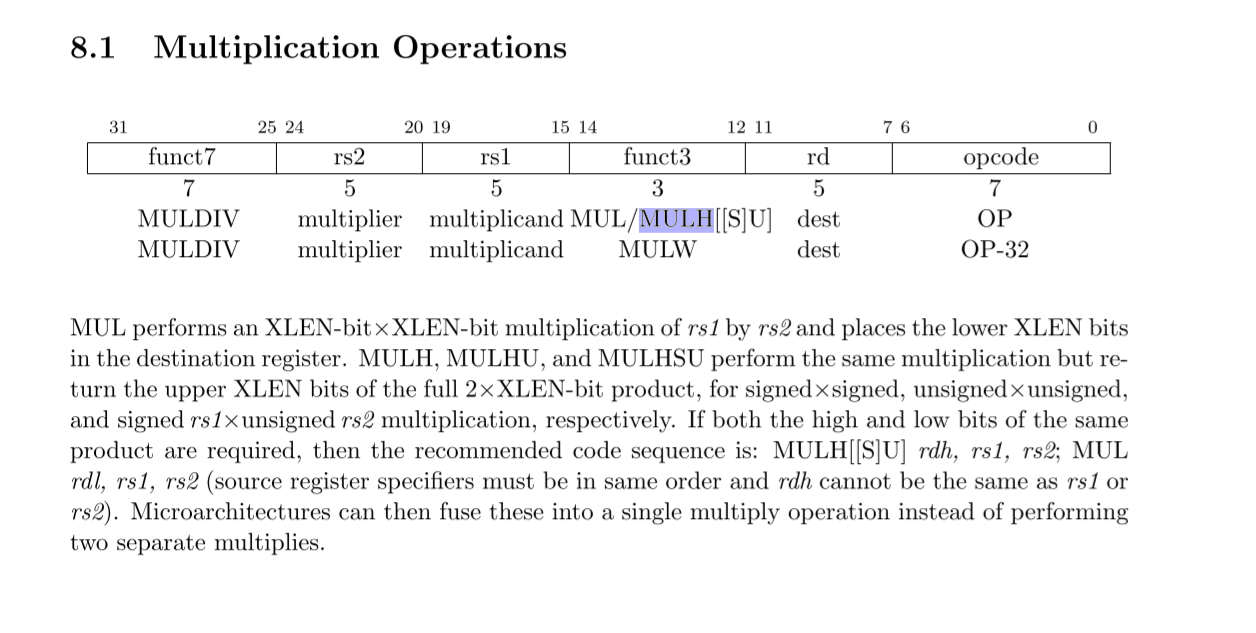 8.1 Multiplication Operations
31 25 24 20 19 15 14 12 11 7 6 0
funct7 rs2 rs1 funct3 rd opcode
7 5 5 3 5 7
MULDIV multiplier multiplicand MUL/MULH[[S]U] dest OP
MULDIV multiplier multiplicand MULW dest OP-32
MUL performs an XLEN-bit×XLEN-bit multiplication of rs1 by rs2 and places the lower XLEN bits
in the destination register. MULH, MULHU, and MULHSU perform the same multiplication but re-
turn the upper XLEN bits of the full 2×XLEN-bit product, for signed×signed, unsigned×unsigned,
and signed rs1×unsigned rs2 multiplication, respectively. If both the high and low bits of the same
product are required, then the recommended code sequence is: MULH[[S]U] rdh, rs1, rs2; MUL
rdl, rs1, rs2 (source register specifiers must be in same order and rdh cannot be the same as rs1 or
rs2). Microarchitectures can then fuse these into a single multiply operation instead of performing
two separate multiplies.